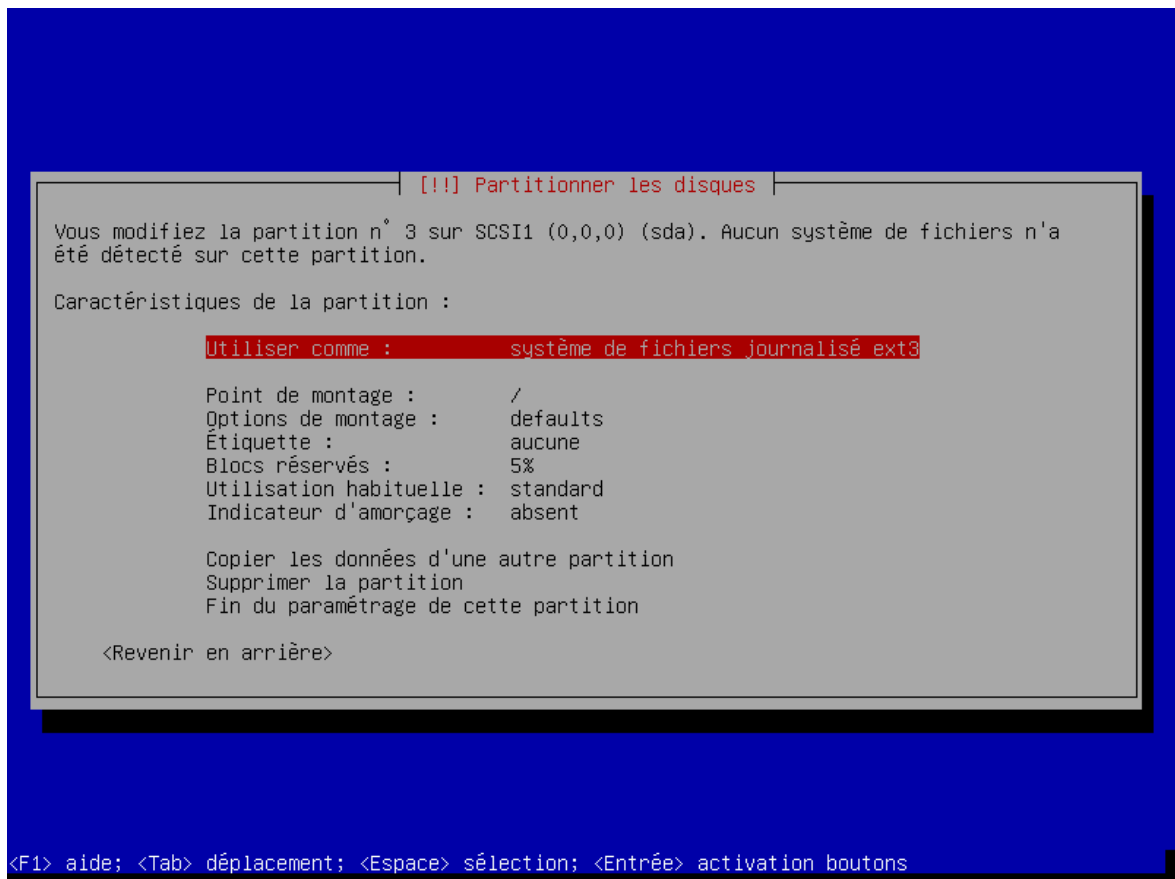 [!!] Partitionner les disques
Vous modifiez la partition n° 3 sur SCSI1 (0,0,0) (sda). Aucun système de fichiers n'a
été détecté sur cette partition.
Caractéristiques de la partition :
Utiliser comme : système de fichiers journalisé ext3
Point de montage : /
Options de montage : defaults
Étiquette : aucune
Blocs réservés : 5%
Utilisation habituelle : standard
Indicateur d'amorçage : absent
Copier les données d'une autre partition
Supprimer la partition
Fin du paramétrage de cette partition
<Revenir en arrière>
<F1> aide; <Tab> déplacement; <Espace> sélection; <Entrée> activation boutons